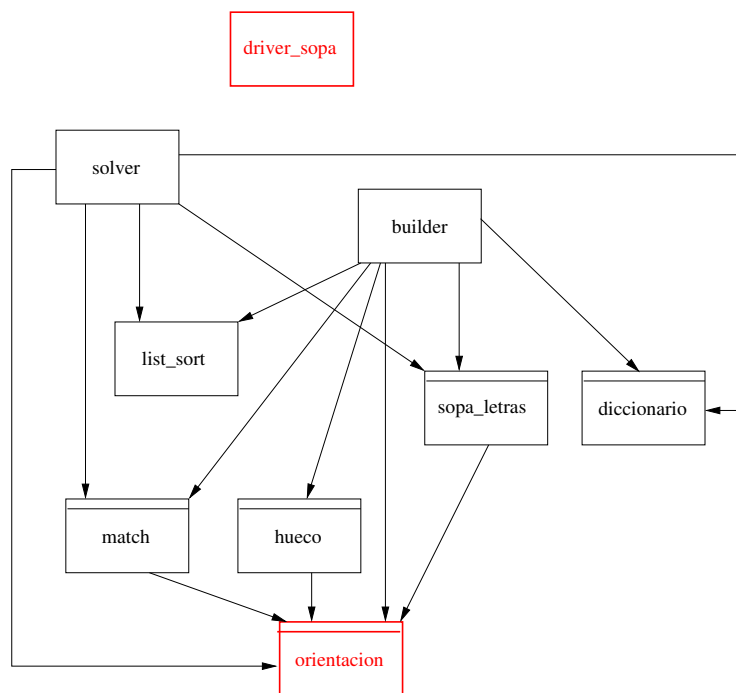 driver_sopa
solver
builder
list_sort
sopa_letras
diccionario
match
hueco
orientacion